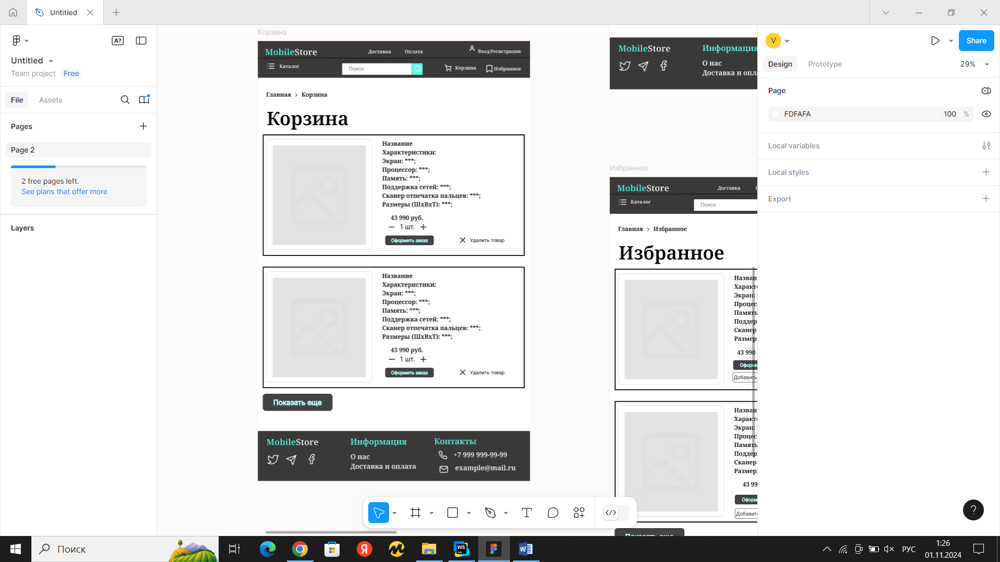 Untitled
Untitled
Team project Free
File Assets
Pages
Page 2
2 free pages left.
See plans that offer more
Layers
Корзина
MobileStore
Доставка Оплата
Вход/Регистрация
Каталог
Поиск
Корзина
Избранное
Главная > Корзина
Корзина
Название
Характеристики:
Экран: ***;
Процессор: ***;
Память: ***;
Поддержка сетей: ***;
Сканер отпечатка пальцев: ***;
Размеры (ШхВхТ): ***;
43 990 руб.
1 шт.
Оформить заказ
Удалить товар
Название
Характеристики:
Экран: ***;
Процессор: ***;
Память: ***;
Поддержка сетей: ***;
Сканер отпечатка пальцев: ***;
Размеры (ШхВхТ): ***;
43 990 руб.
1 шт.
Оформить заказ
Удалить товар
Показать еще
MobileStore
Информация
О нас
Доставка и оплата
Контакты
+7 999 999-99-99
example@mail.ru
MobileStore
Информация
О нас
Доставка и опла
Избранное
MobileStore
Доставка
Каталог
Поиск
Главная > Избранное
Избранное
Назван
Характ
Экран:
Процес
Память
Поддер
Сканер
Размер
43 990
Оформ
Добавить
Назван
Характ
Экран:
Процес
Память
Поддер
Сканер
Размер
43 99
Оформ
Добавит
Показать еще
V
Share
Design Prototype
29%
Page
FDFAFA 100 %
Local variables
Local styles
Export
?
Поиск
РУС
1:26
01.11.2024